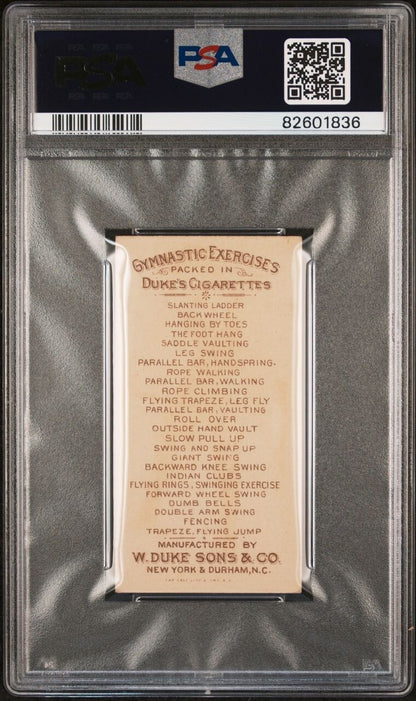 PSA
PSA
82601836
GYMNASTIC EXERCISES
PACKED IN
DUKE'S CIGARETTES
SLANTING LADDER
BACK WHEEL
HANGING BY TOES
THE FOOT HANG
SADDLE VAULTING
LEG SWING
PARALLEL BAR, HANDSPRING.
ROPE WALKING
PARALLEL BAR, WALKING
ROPE CLIMBING
FLYING TRAPEZE, LEG FLY
PARALLEL BAR, VAULTING
ROLL OVER
OUTSIDE HAND VAULT
SLOW PULL UP
SWING AND SNAP UP
GIANT SWING
BACKWARD KNEE SWING
INDIAN CLUBS
FLYING RINGS, SWINGING EXERCISE
FORWARD WHEEL SWING
DUMB BELLS
DOUBLE ARM SWING
FENCING
TRAPEZE, FLYING JUMP
MANUFACTURED BY
W. DUKE SONS & CO.
NEW YORK & DURHAM, N.C.